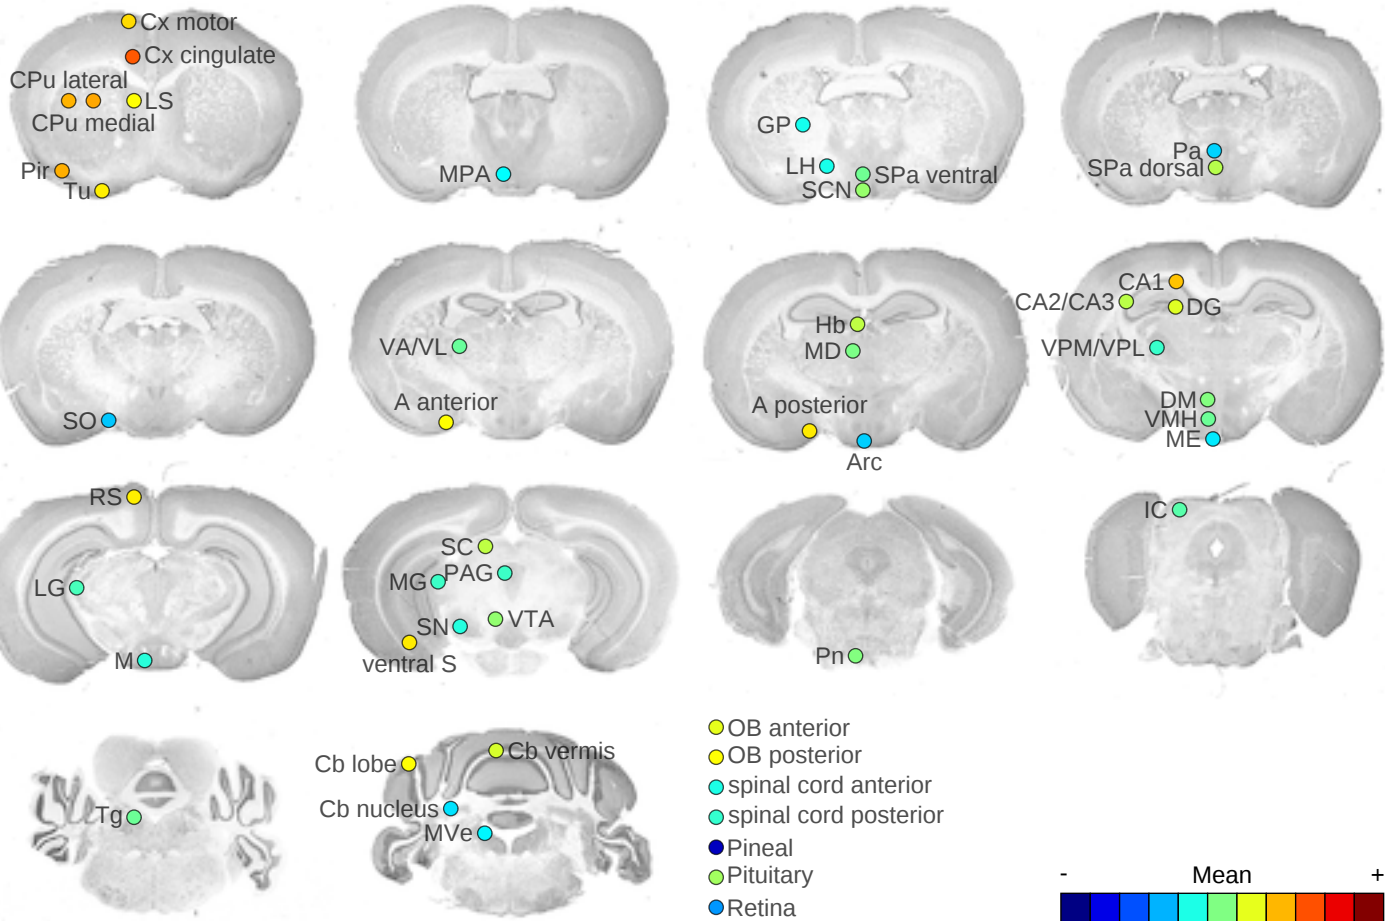 Cx motor
Cx cingulate
CPu lateral
LS
CPu medial
Pir
Tu
MPA
GP
LH
SPa ventral
SCN
Pa
SPa dorsal
SO
VA/VL
A anterior
Hb
MD
A posterior
Arc
CA1
CA2/CA3
DG
VPM/VPL
DM
VMH
ME
RS
LG
M
SC
MG
PAG
SN
VTA
ventral S
Pn
IC
Tg
Cb lobe
Cb vermis
Cb nucleus
MVe
OB anterior
OB posterior
spinal cord anterior
spinal cord posterior
Pineal
Pituitary
Retina
- Mean +